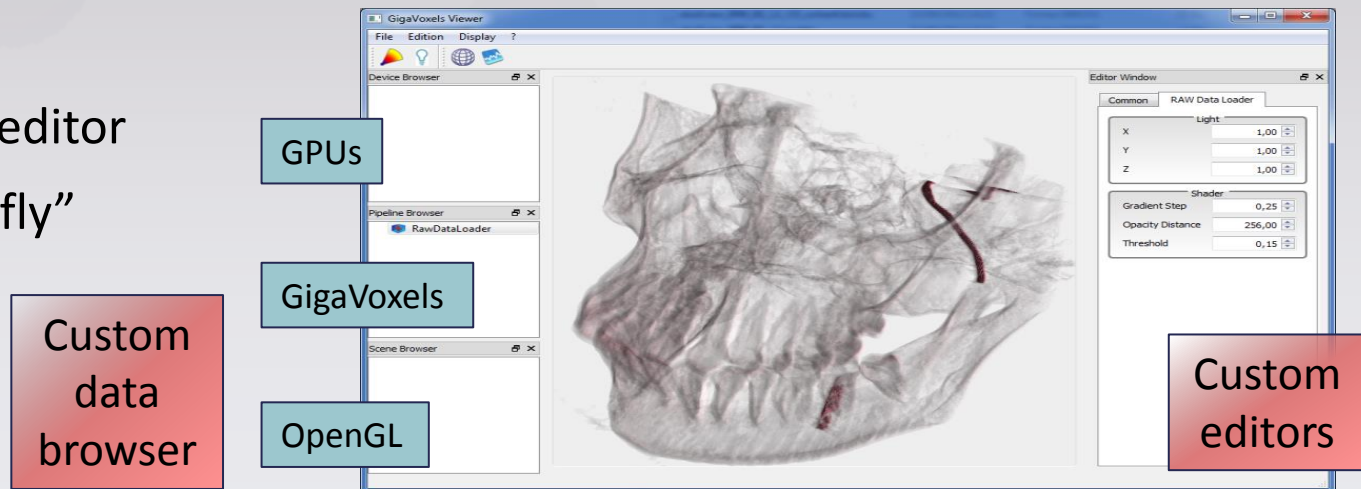 editor
fly”
Custom
data
browser
GPUs
GigaVoxels
OpenGL
GigaVoxels Viewer
File Edition Display ?
Device Browser
Pipeline Browser
RawDataLoader
Scene Browser
Editor Window
Common RAW Data Loader
Light
X 1,00
Y 1,00
Z 1,00
Shader
Gradient Step 0,25
Opacity Distance 256,00
Threshold 0,15
Custom
editors